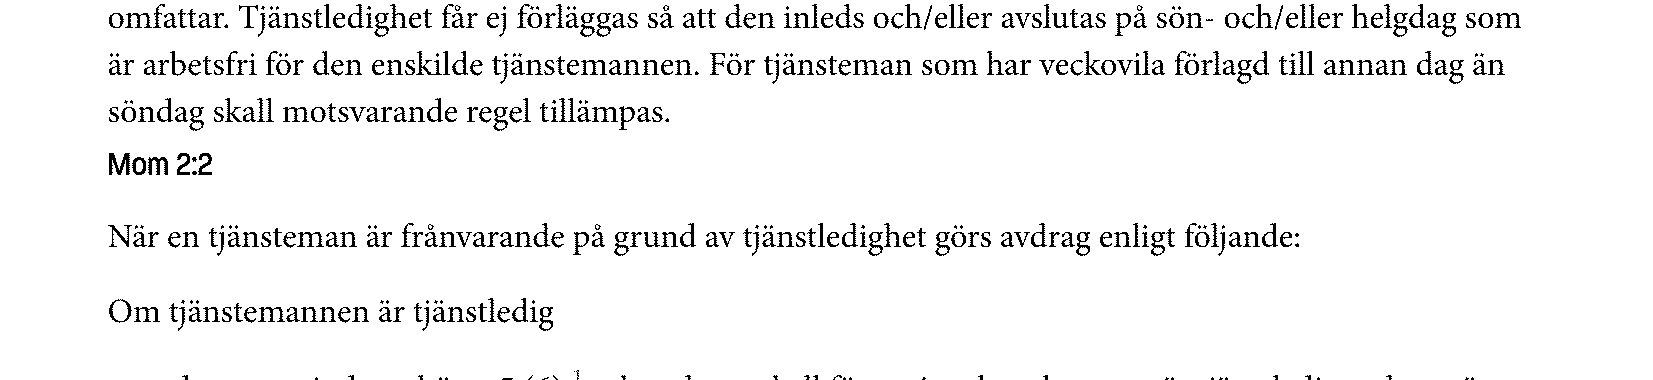 omfattar. Tjänstledighet får ej förläggas så att den inleds och/eller avslutas på sön- och/eller helgdag som
är arbetsfri för den enskilde tjänstemannen. För tjänsteman som har veckovila förlagd till annan dag än
söndag skall motsvarande regel tillämpas.
Mom 2:2
När en tjänsteman är frånvarande på grund av tjänstledighet görs avdrag enligt följande:
Om tjänstemannen är tjänstledig